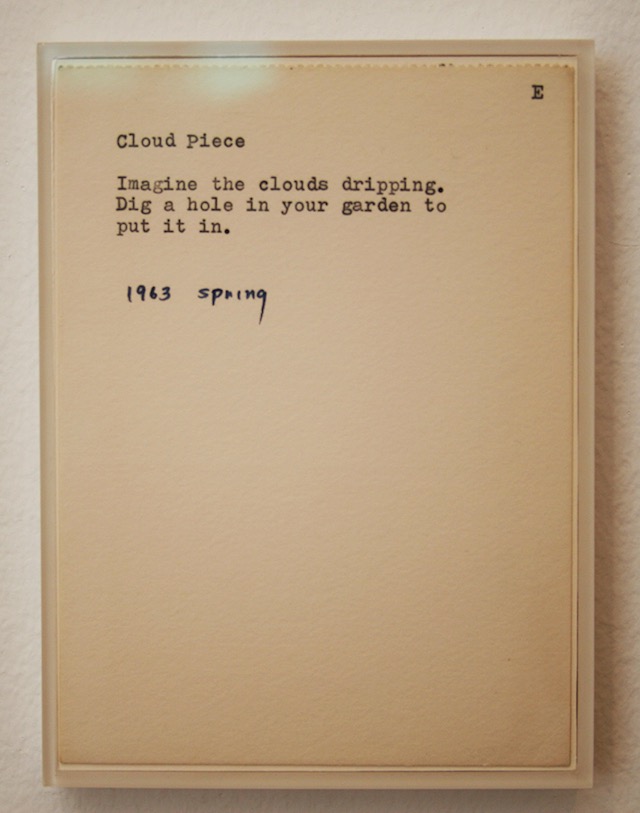 E
Cloud Piece
Imagine the clouds dripping.
Dig a hole in your garden to
put it in.
1963 spring